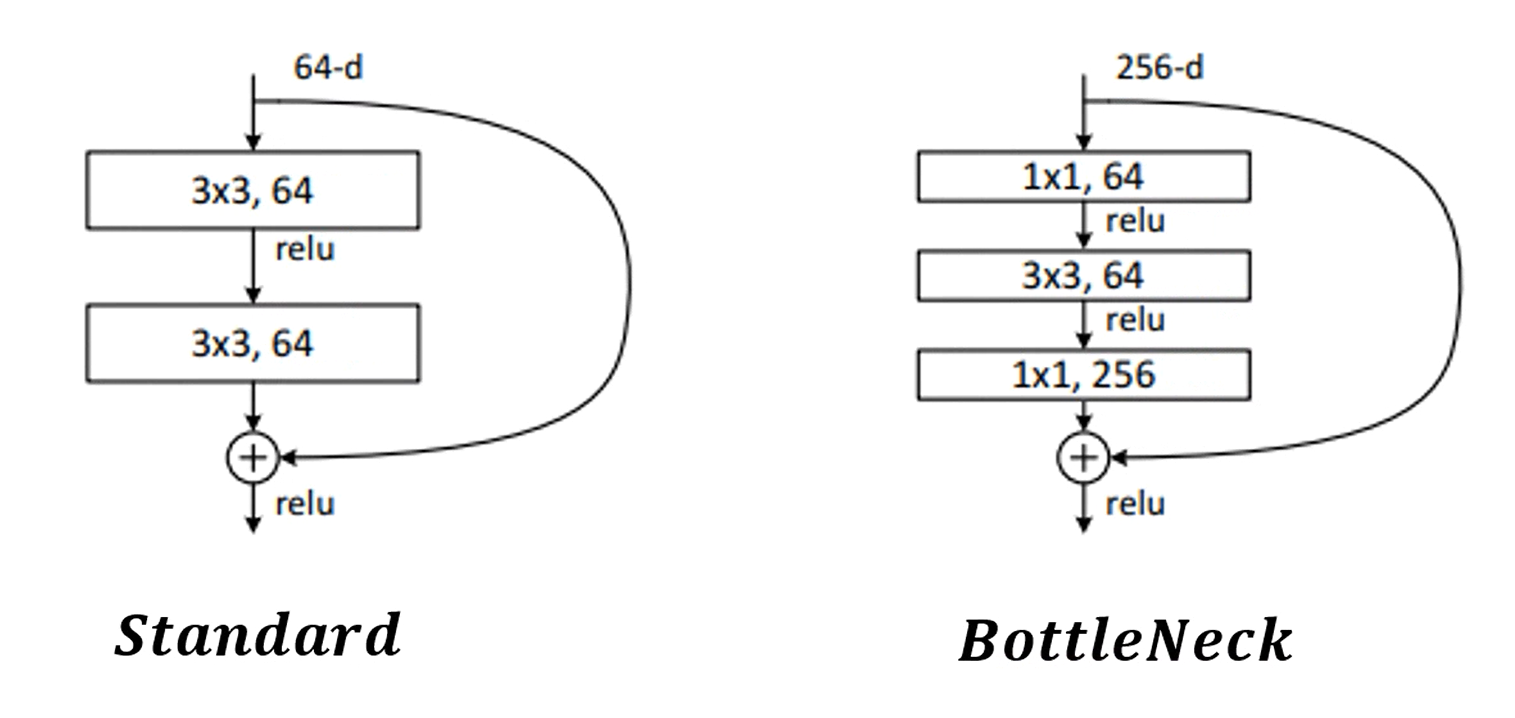 64-d
3x3, 64
relu
3x3, 64
+
relu
Standard
256-d
1x1, 64
relu
3x3, 64
relu
1x1, 256
+
relu
BottleNeck